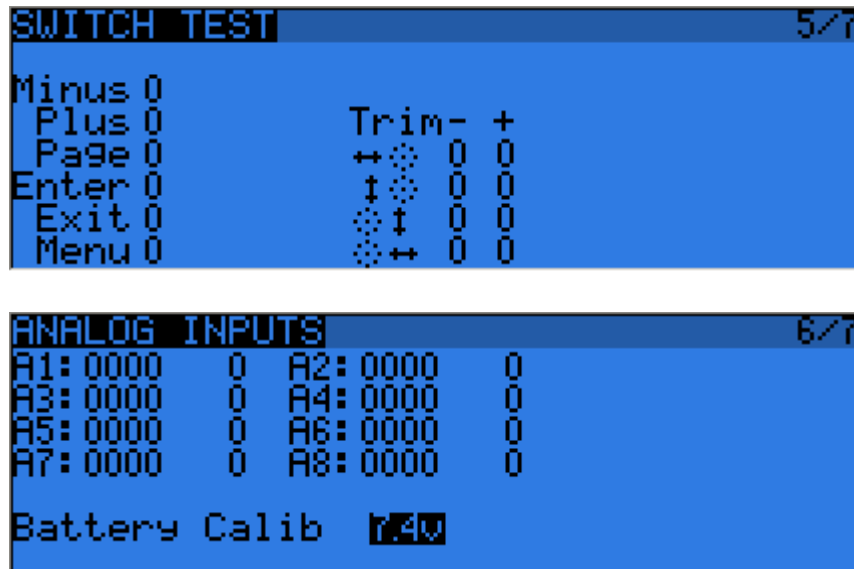 SWITCH TEST 5/7
Minus 0
Plus 0 Trim - +
Page 0 ↔ 0 0
Enter 0 ↕ 0 0
Exit 0 ↕ 0 0
Menu 0 ↔ 0 0
ANALOG INPUTS 6/7
A1:0000 0 A2:0000 0
A3:0000 0 A4:0000 0
A5:0000 0 A6:0000 0
A7:0000 0 A8:0000 0
Battery Calib 7.4v